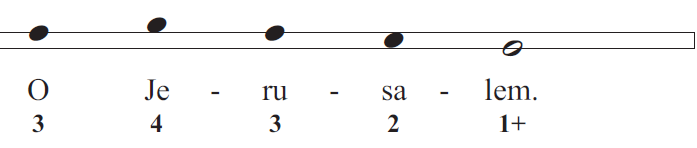 O Je - ru - sa - lem.
3 4 3 2 1+